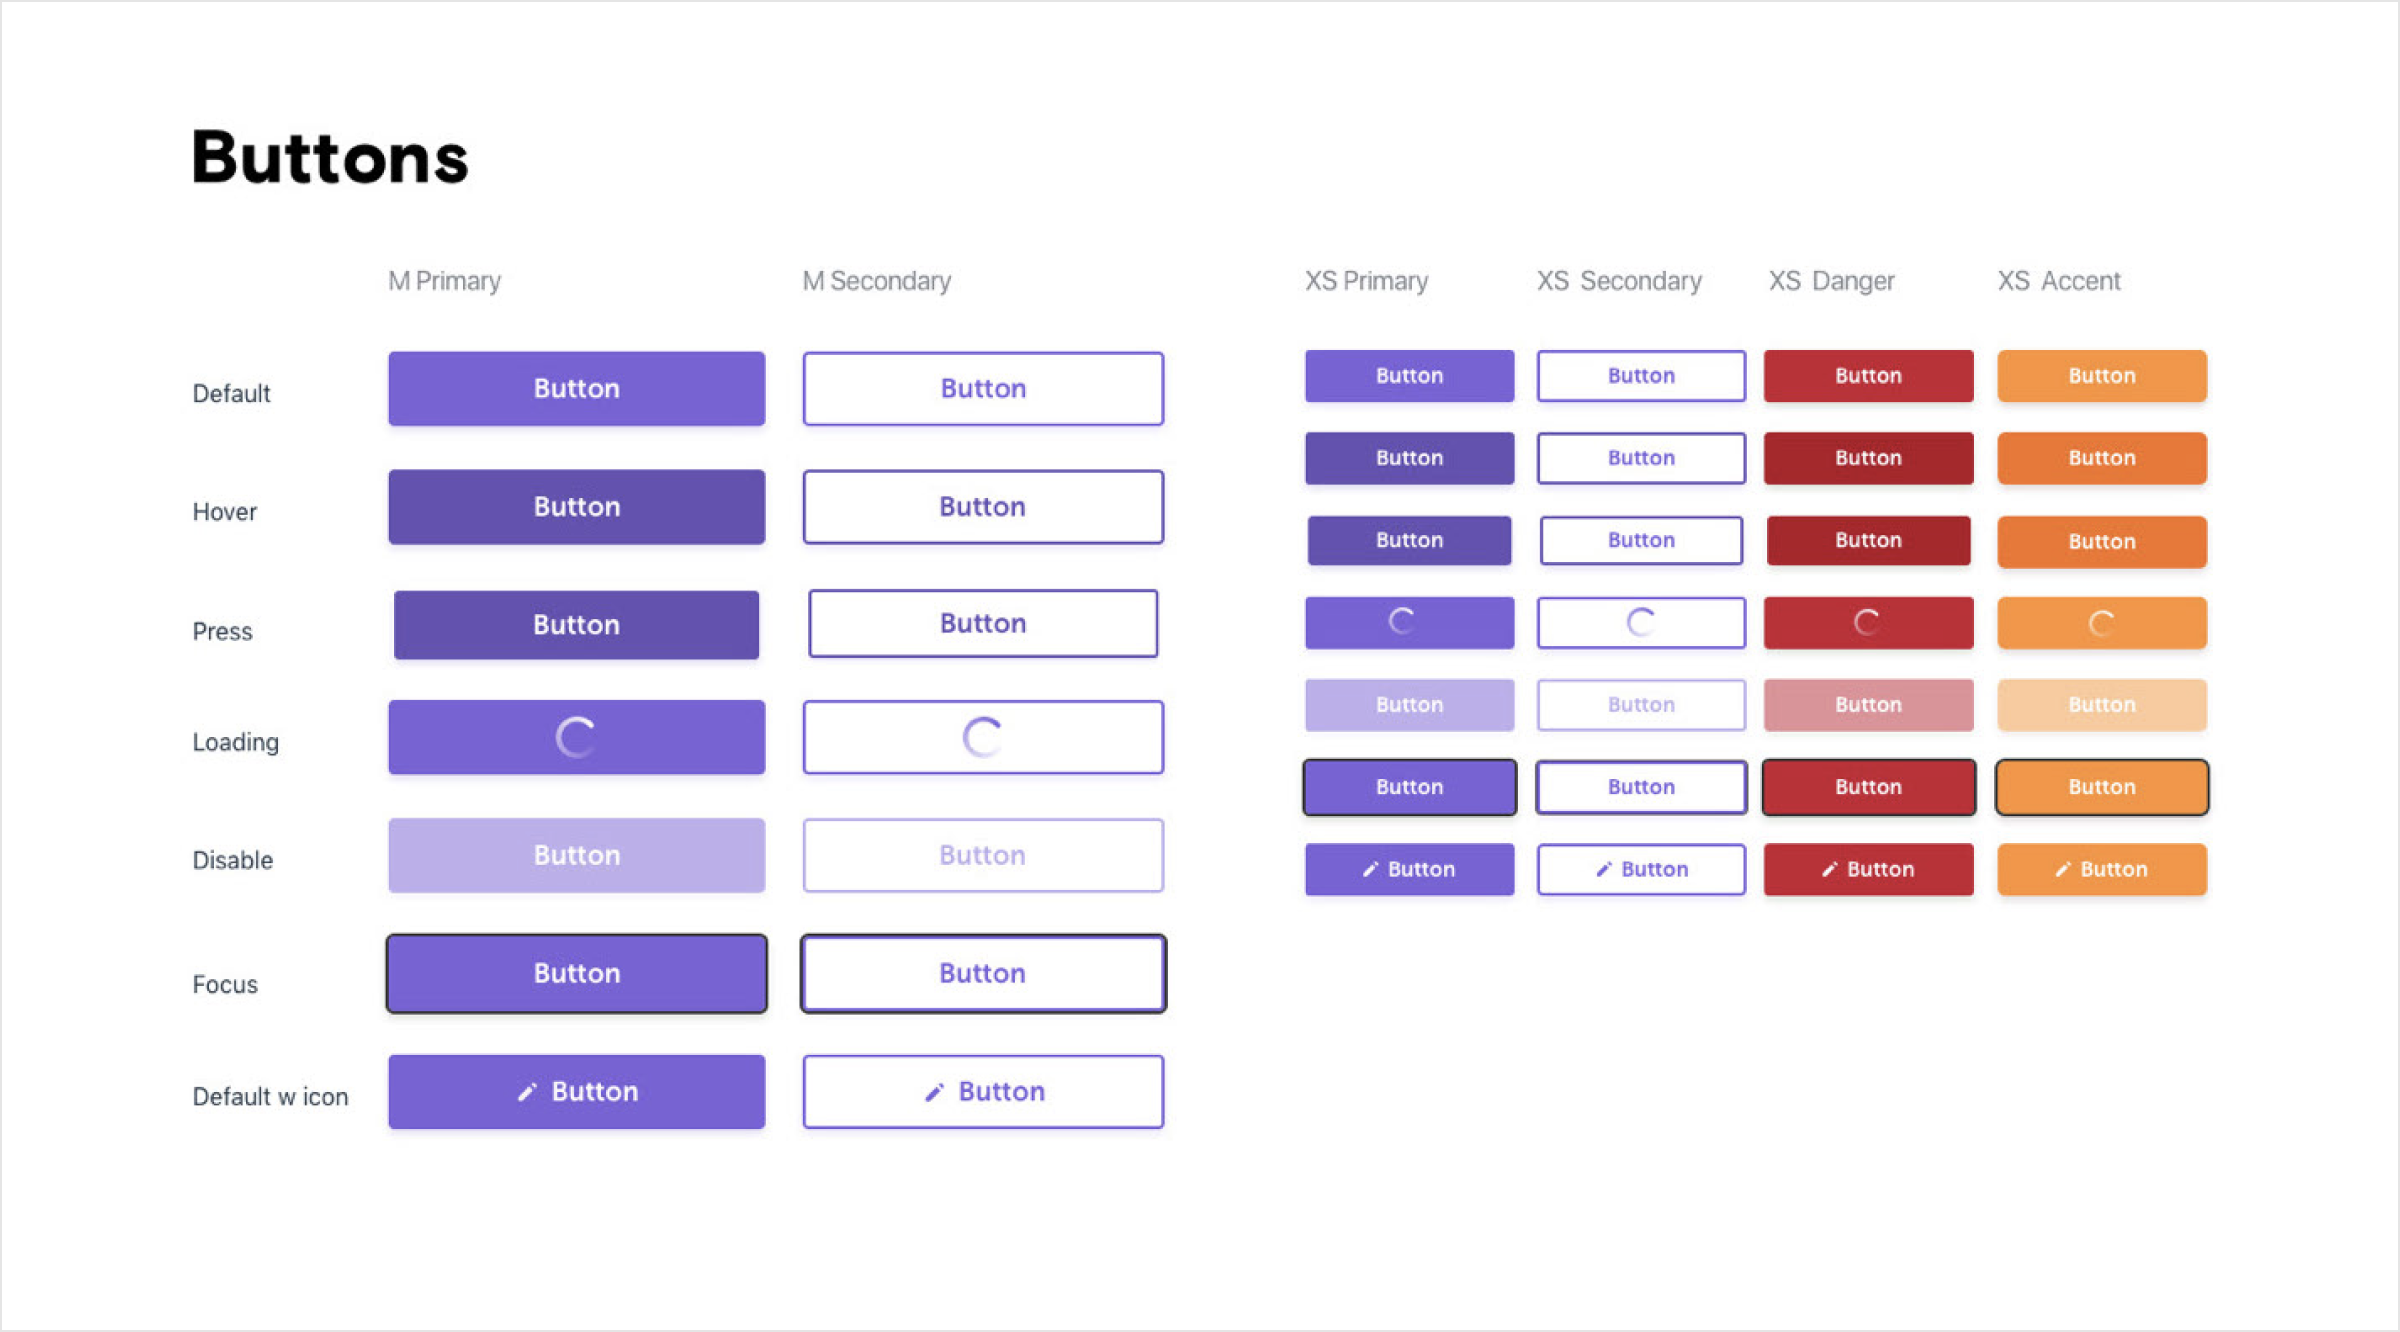 Buttons
M Primary M Secondary XS Primary XS Secondary XS Danger XS Accent
Default Button Button Button Button Button Button
Hover Button Button Button Button Button Button
Press Button Button Button Button Button Button
Loading
Disable Button Button Button Button Button Button
Focus Button Button Button Button Button Button
Default w icon Button Button Button Button Button Button